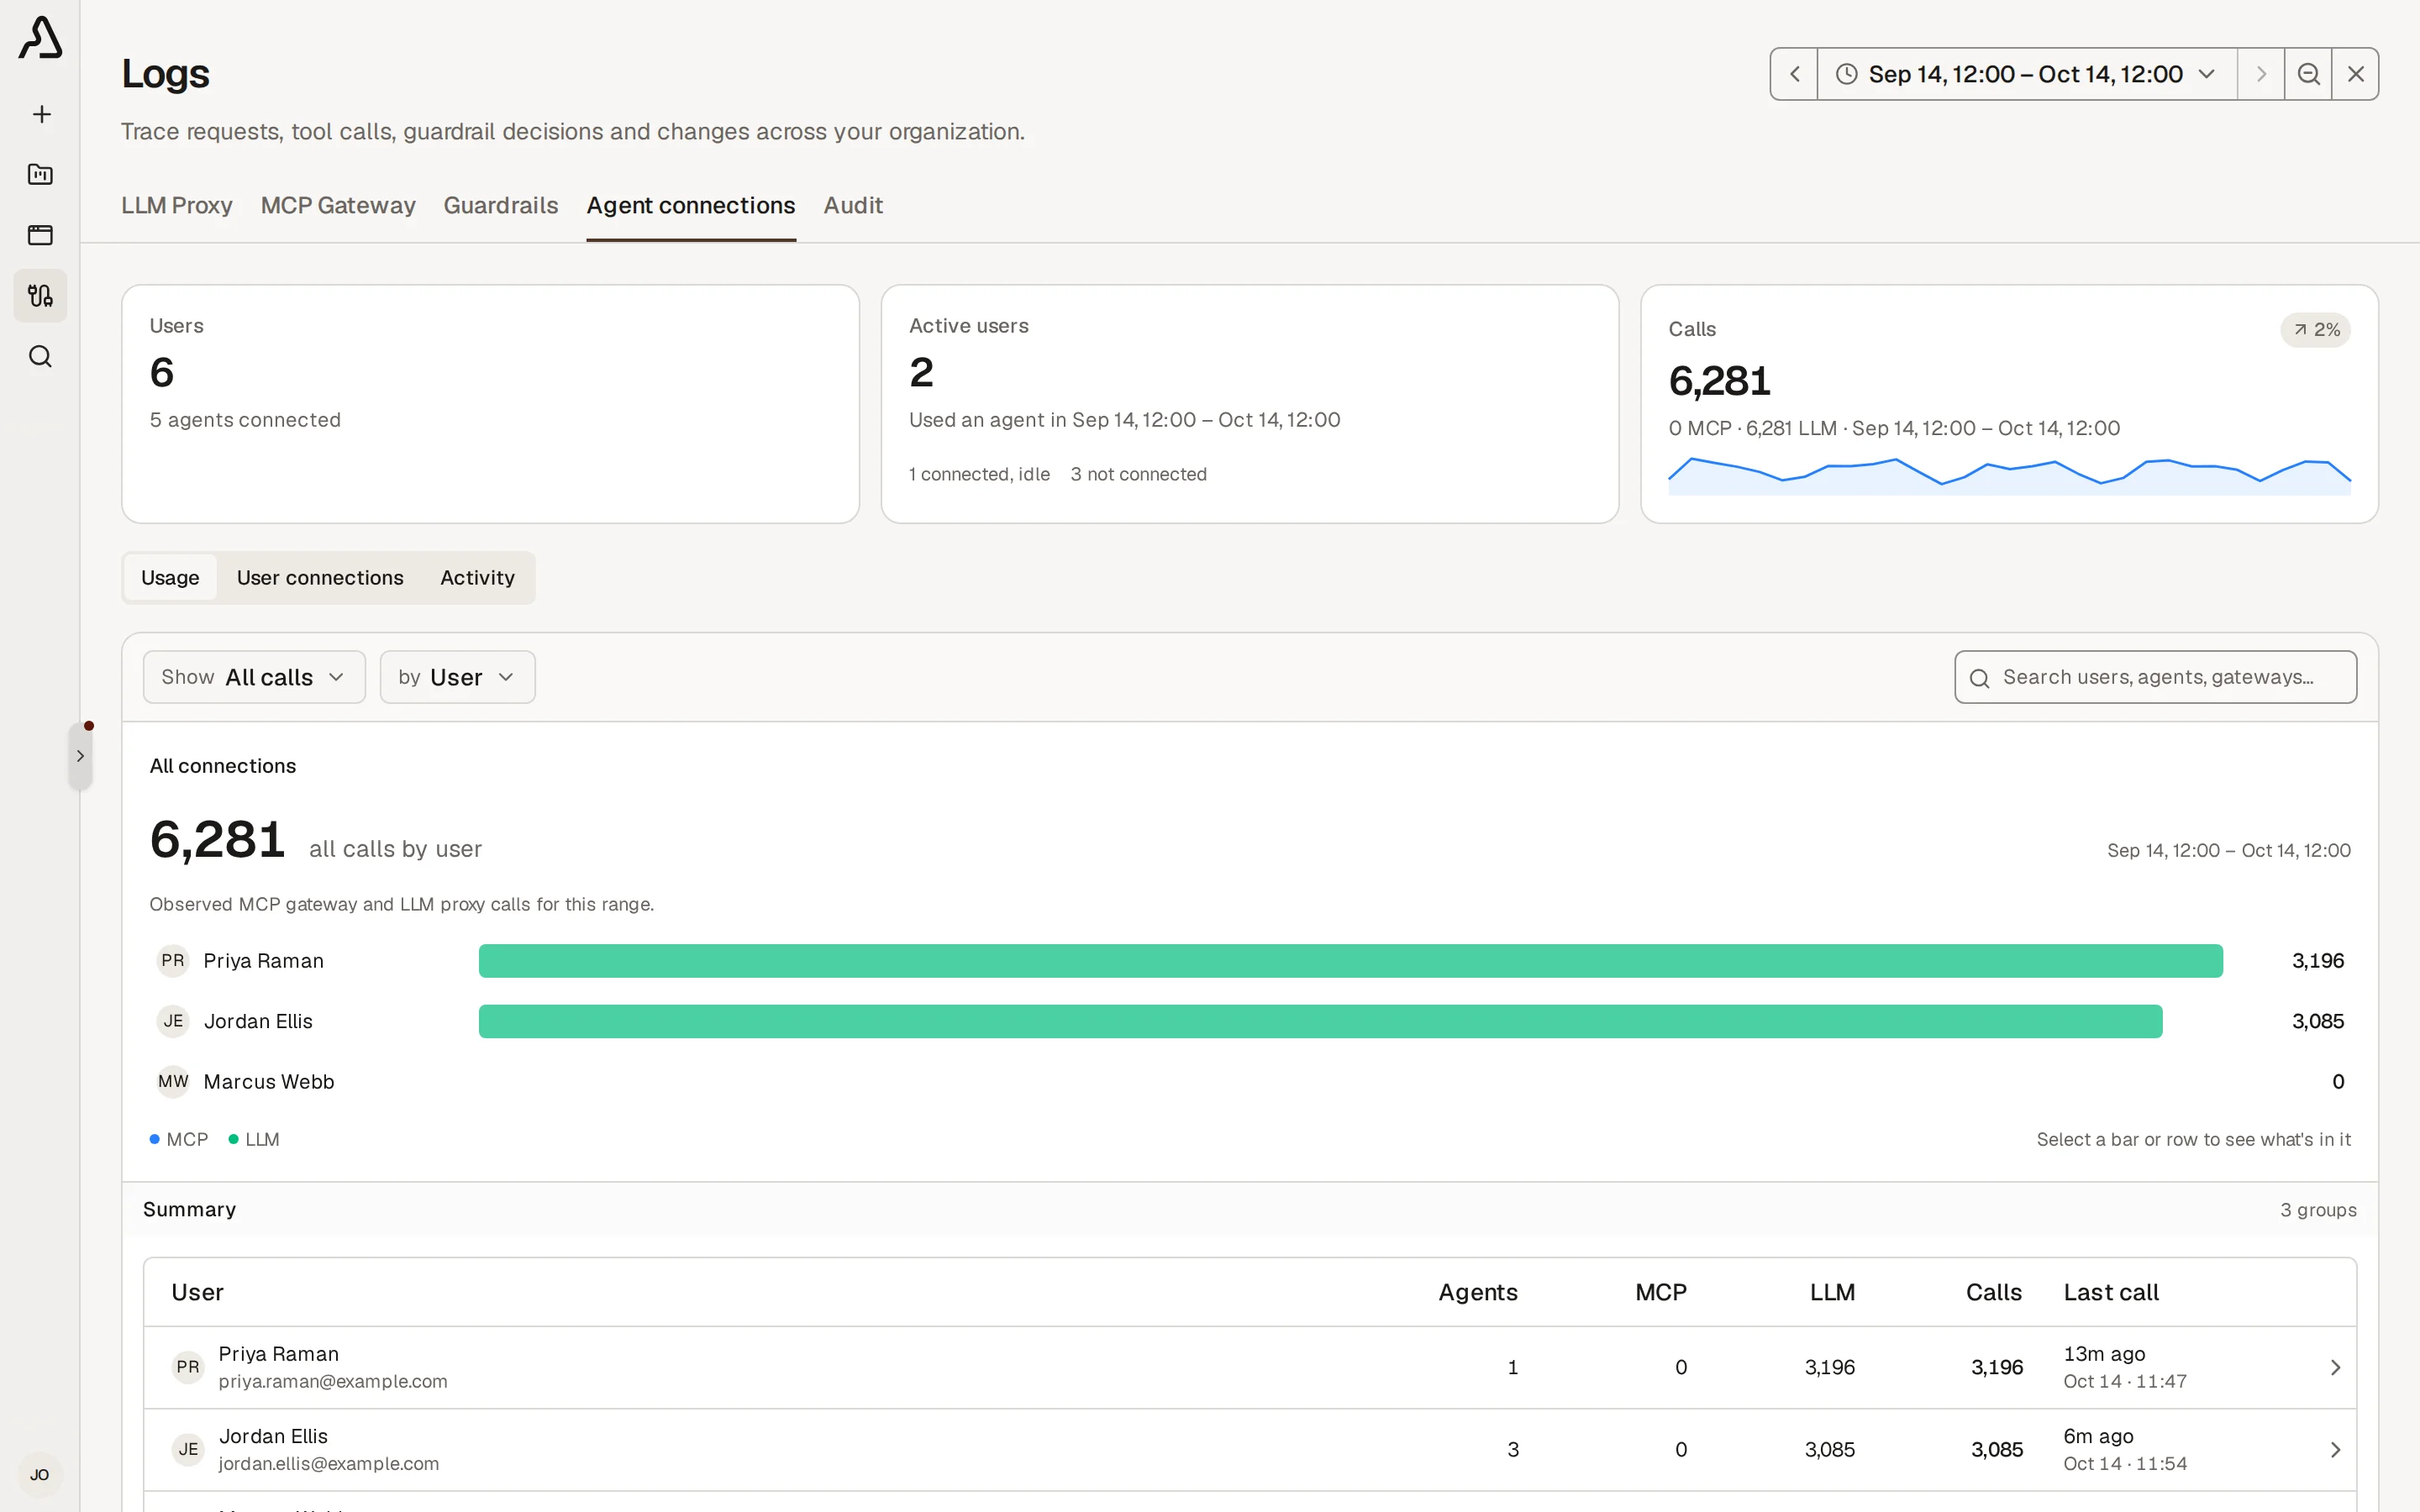 Logs
Sep 14, 12:00 – Oct 14, 12:00
Trace requests, tool calls, guardrail decisions and changes across your organization.
LLM Proxy
MCP Gateway
Guardrails
Agent connections
Audit
Users
6
5 agents connected
Active users
2
Used an agent in Sep 14, 12:00 – Oct 14, 12:00
1 connected, idle
3 not connected
Calls
2%
6,281
0 MCP · 6,281 LLM · Sep 14, 12:00 – Oct 14, 12:00
Usage
User connections
Activity
Show All calls
by User
Search users, agents, gateways...
All connections
6,281 all calls by user
Sep 14, 12:00 – Oct 14, 12:00
Observed MCP gateway and LLM proxy calls for this range.
PR Priya Raman 3,196
JE Jordan Ellis 3,085
MW Marcus Webb 0
MCP LLM
Select a bar or row to see what's in it
Summary
3 groups
User Agents MCP LLM Calls Last call
PR Priya Raman 1 0 3,196 3,196 13m ago
priya.raman@example.com Oct 14 · 11:47
JE Jordan Ellis 3 0 3,085 3,085 6m ago
jordan.ellis@example.com Oct 14 · 11:54
JO